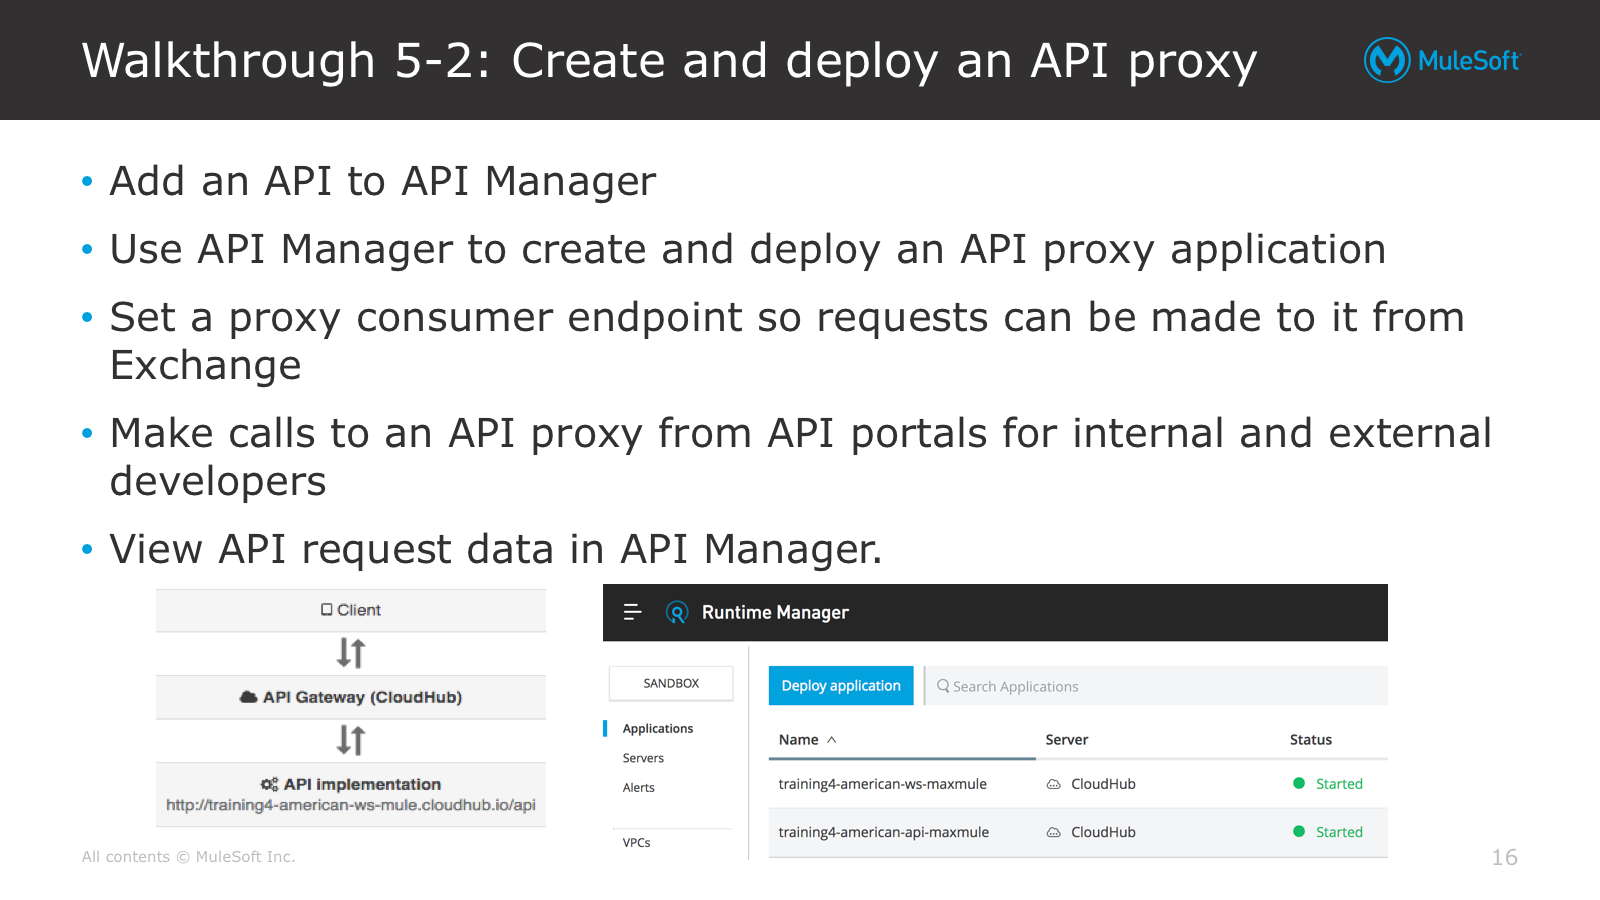 Walkthrough 5-2: Create and deploy an API proxy
MuleSoft
• Add an API to API Manager
• Use API Manager to create and deploy an API proxy application
• Set a proxy consumer endpoint so requests can be made to it from
Exchange
• Make calls to an API proxy from API portals for internal and external
developers
• View API request data in API Manager.
Client
API Gateway (CloudHub)
API implementation
http://training4-american-ws-mule.cloudhub.io/api
Runtime Manager
SANDBOX
Applications
Servers
Alerts
VPCs
Deploy application
Search Applications
Name Server Status
training4-american-ws-maxmule CloudHub Started
training4-american-api-maxmule CloudHub Started
All contents © MuleSoft Inc.
16